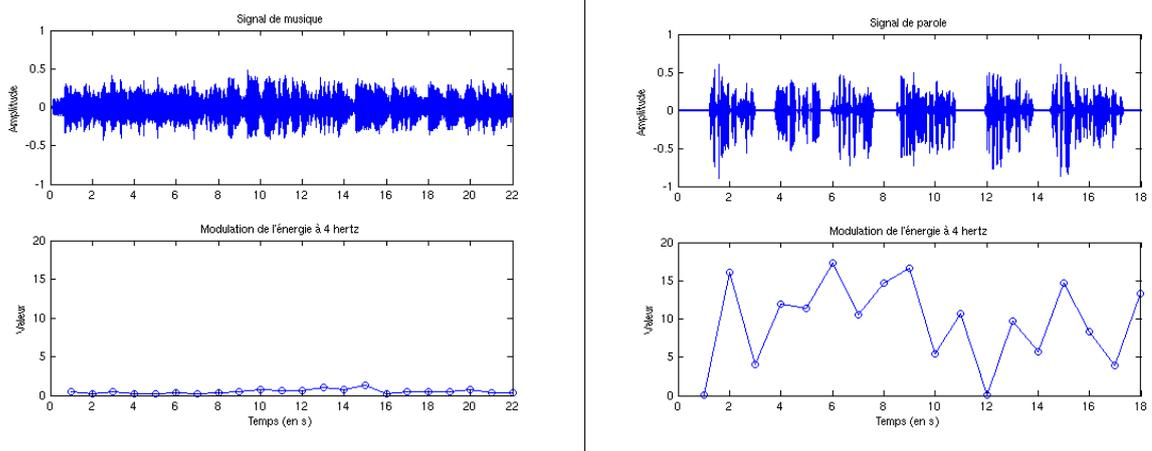 Signal de musique
1
0.5
0
-0.5
-1
Amplitude
0 2 4 6 8 10 12 14 16 18 20 22
Modulation de l'énergie à 4 hertz
20
15
10
5
0
Valeur
0 2 4 6 8 10 12 14 16 18 20 22
Temps (en s)
Signal de parole
1
0.5
0
-0.5
-1
Amplitude
0 2 4 6 8 10 12 14 16 18
Modulation de l'énergie à 4 hertz
20
15
10
5
0
Valeur
0 2 4 6 8 10 12 14 16 18
Temps (en s)